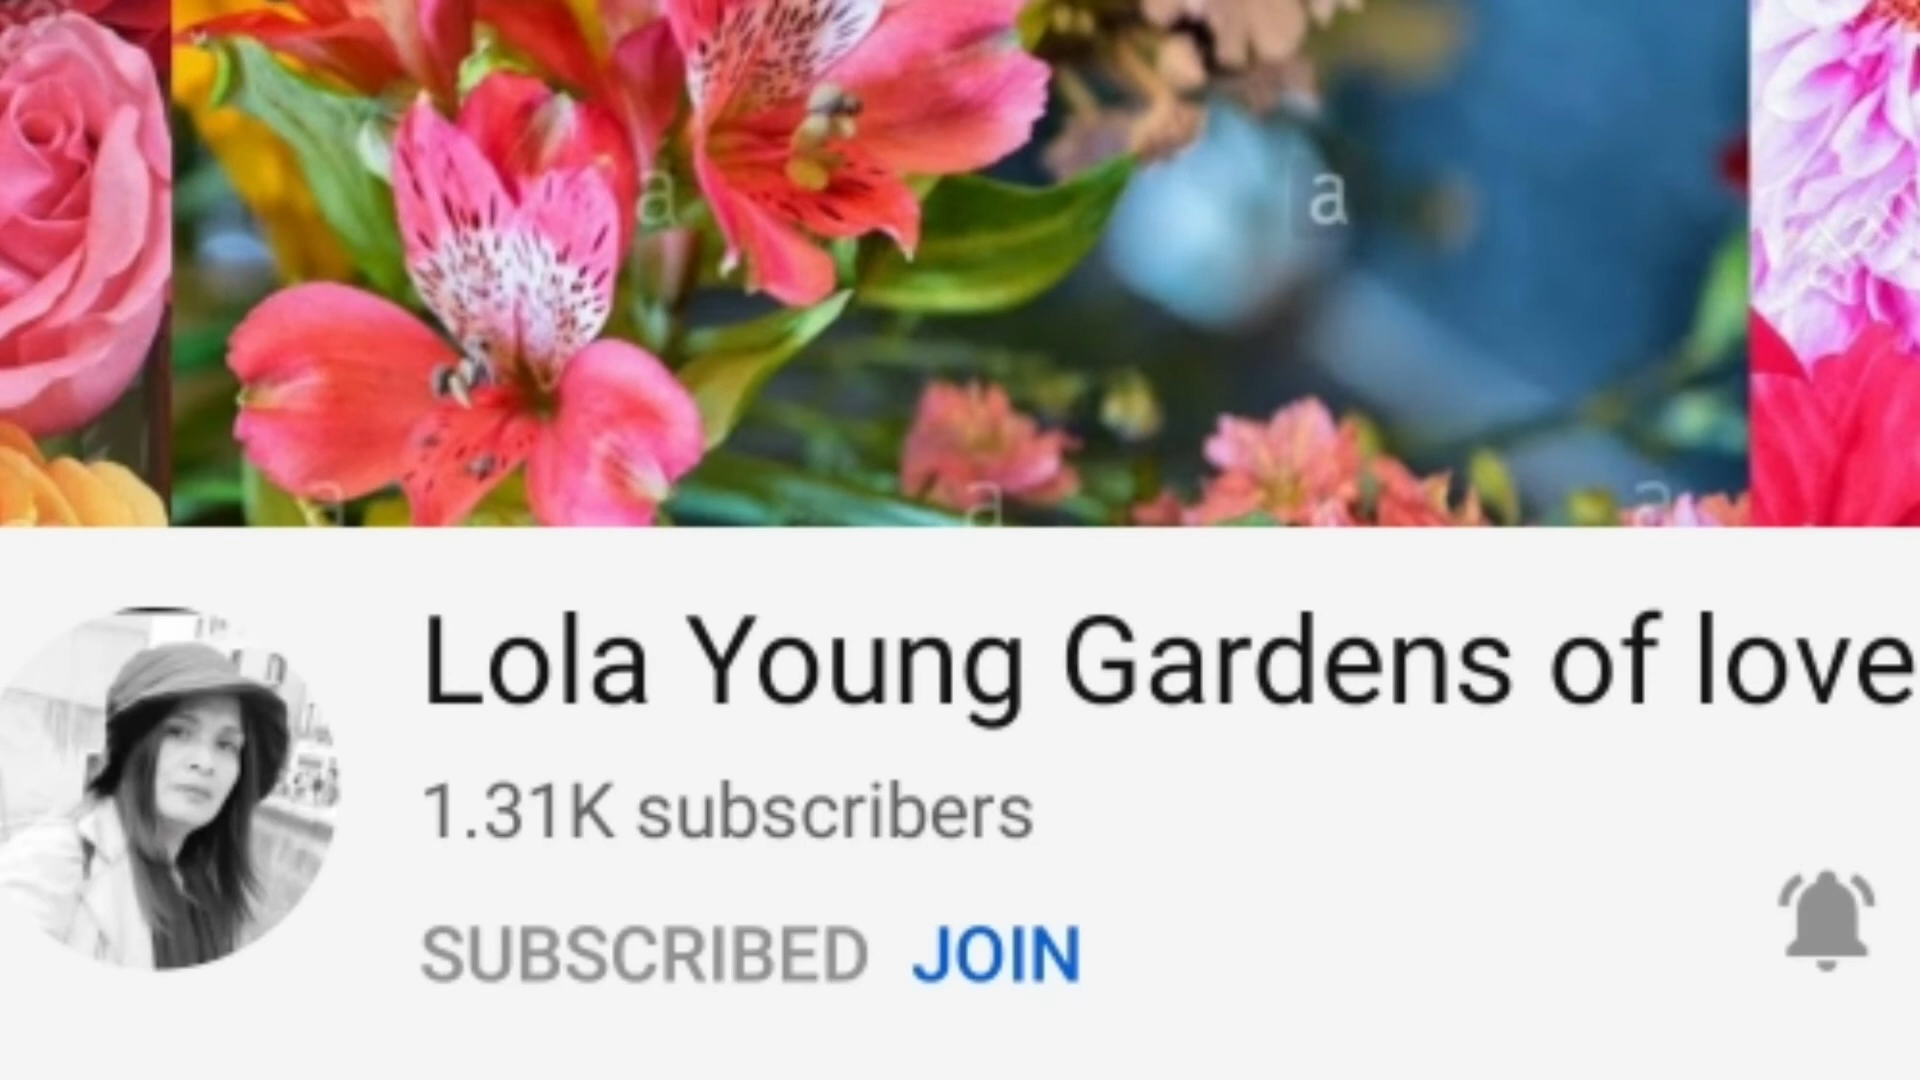 a a
a a a
Lola Young Gardens of love
1.31K subscribers
SUBSCRIBED JOIN